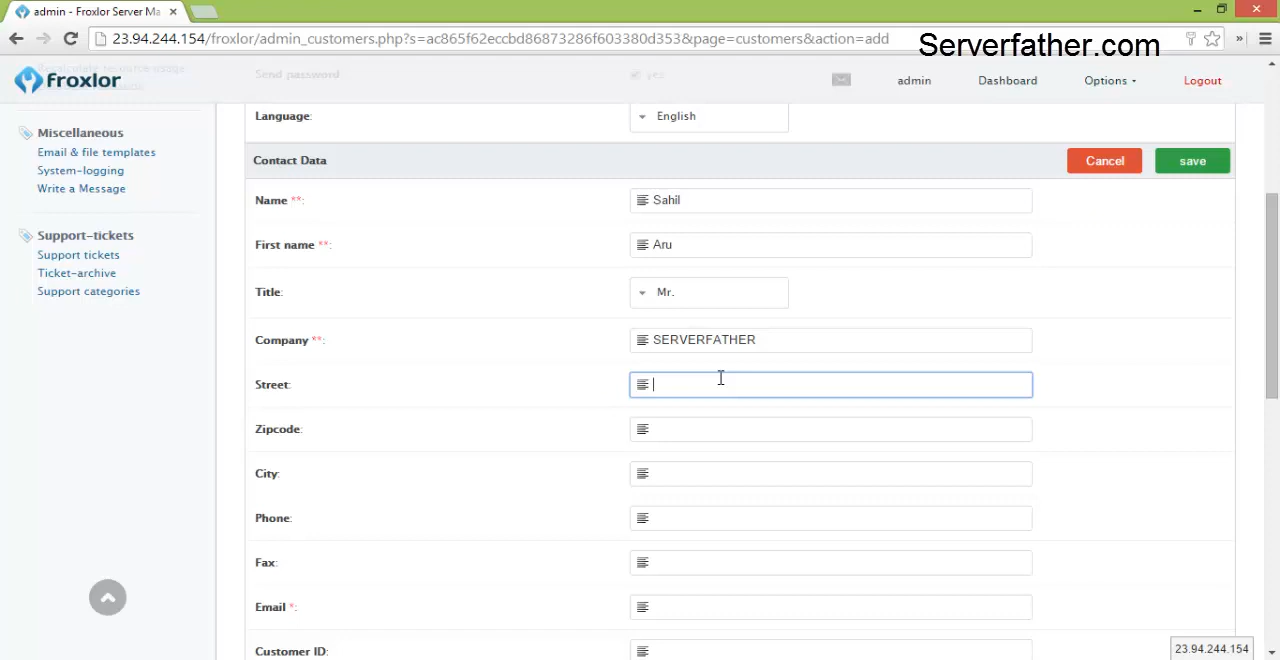 admin - Froxlor Server Ma
23.94.244.154/froxlor/admin_customers.php?s=ac865f62eccbd86873286f603380d353&page=customers&action=add
Serverfather.com
froxlor
admin
Dashboard
Options
Logout
Recalculate resource usage
Send password
yes
Language:
English
Miscellaneous
Email & file templates
System-logging
Write a Message
Support-tickets
Support tickets
Ticket-archive
Support categories
Contact Data
Cancel
save
Name **:
Sahil
First name **:
Aru
Title:
Mr.
Company **:
SERVERFATHER
Street:
Zipcode:
City:
Phone:
Fax:
Email *:
Customer ID:
23.94.244.154